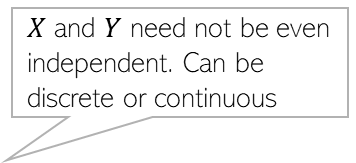 X and Y need not be even
independent. Can be
discrete or continuous